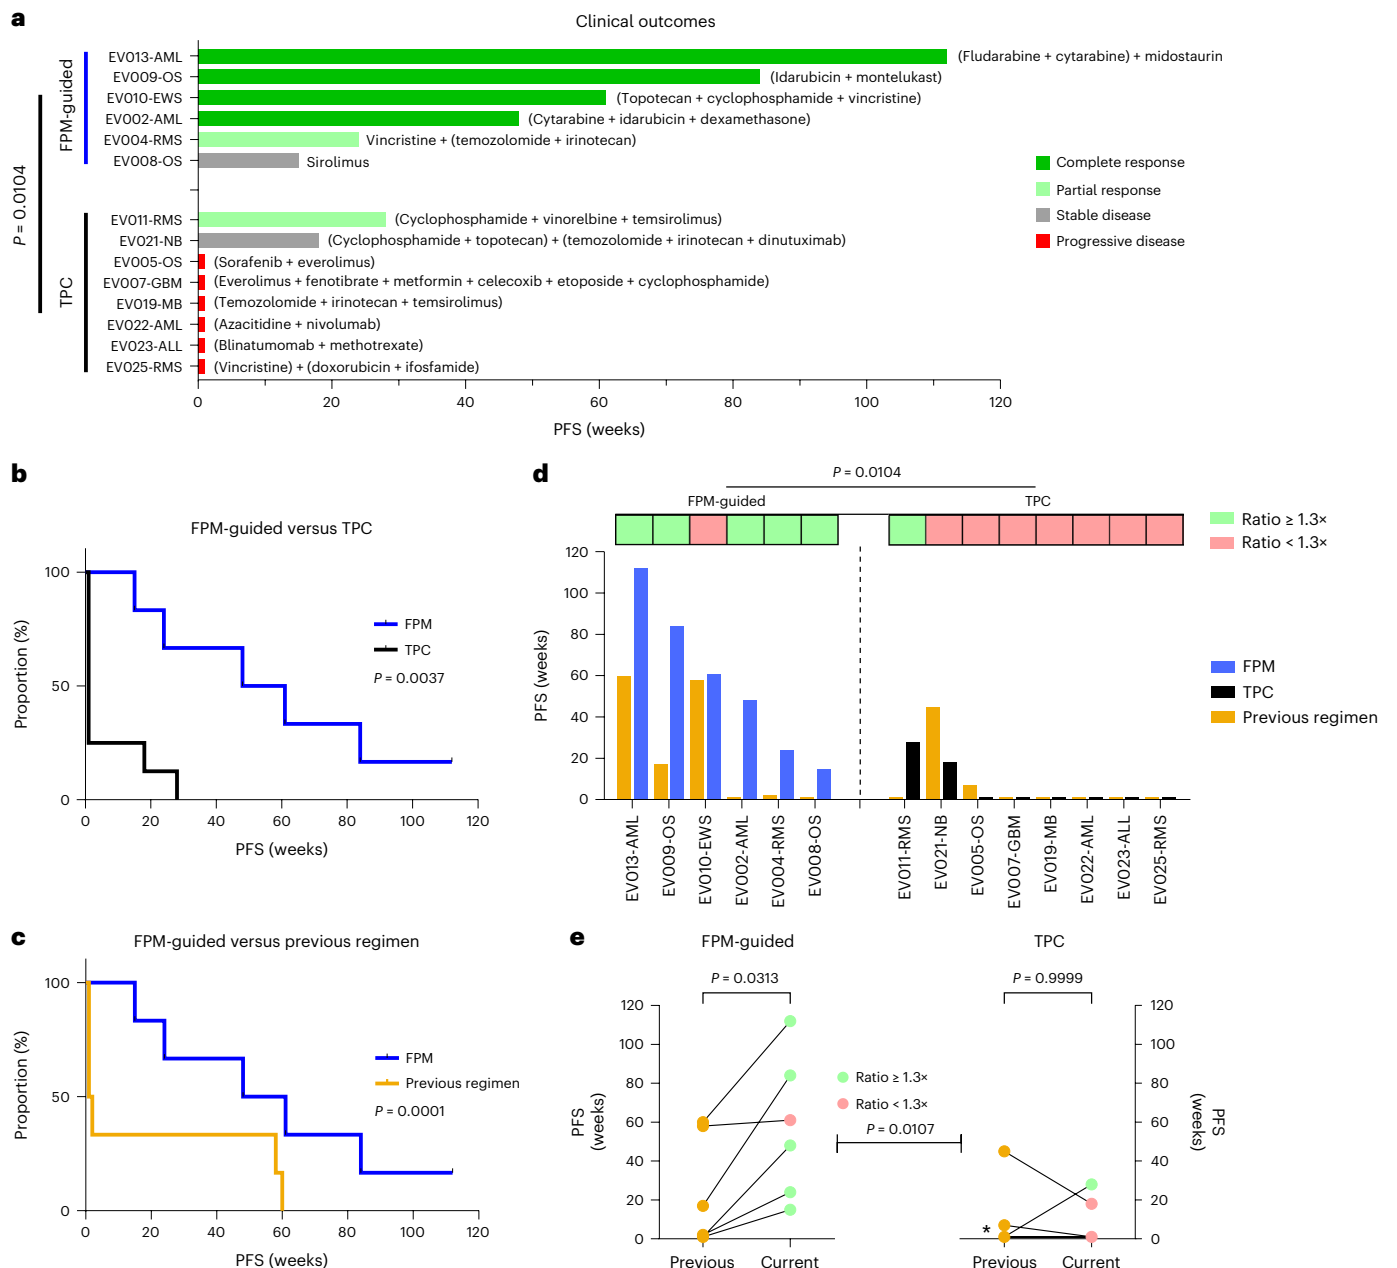 a
Clinical outcomes
FPM-guided
EV013-AML
(Fludarabine + cytarabine) + midostaurin
EV009-OS
(Idarubicin + montelukast)
EV010-EWS
(Topotecan + cyclophosphamide + vincristine)
EV002-AML
(Cytarabine + idarubicin + dexamethasone)
EV004-RMS
Vincristine + (temozolomide + irinotecan)
EV008-OS
Sirolimus
P = 0.0104
TPC
EV011-RMS
(Cyclophosphamide + vinorelbine + temsirolimus)
EV021-NB
(Cyclophosphamide + topotecan) + (temozolomide + irinotecan + dinutuximab)
EV005-OS
(Sorafenib + everolimus)
EV007-GBM
(Everolimus + fenotibrate + metformin + celecoxib + etoposide + cyclophosphamide)
EV019-MB
(Temozolomide + irinotecan + temsirolimus)
EV022-AML
(Azacitidine + nivolumab)
EV023-ALL
(Blinatumomab + methotrexate)
EV025-RMS
(Vincristine) + (doxorubicin + ifosfamide)
Complete response
Partial response
Stable disease
Progressive disease
0 20 40 60 80 100 120
PFS (weeks)
b
FPM-guided versus TPC
Proportion (%)
100
50
0
FPM
TPC
P = 0.0037
0 20 40 60 80 100 120
PFS (weeks)
d
P = 0.0104
FPM-guided
TPC
Ratio ≥ 1.3×
Ratio < 1.3×
PFS (weeks)
120
100
80
60
40
20
0
FPM
TPC
Previous regimen
EV013-AML
EV009-OS
EV010-EWS
EV002-AML
EV004-RMS
EV008-OS
EV011-RMS
EV021-NB
EV005-OS
EV007-GBM
EV019-MB
EV022-AML
EV023-ALL
EV025-RMS
c
FPM-guided versus previous regimen
Proportion (%)
100
50
0
FPM
Previous regimen
P = 0.0001
0 20 40 60 80 100 120
PFS (weeks)
e
FPM-guided
P = 0.0313
PFS
(weeks)
120
100
80
60
40
20
0
Previous Current
Ratio ≥ 1.3×
Ratio < 1.3×
P = 0.0107
TPC
P = 0.9999
*
120
100
80
60
40
20
0
PFS
(weeks)
Previous Current